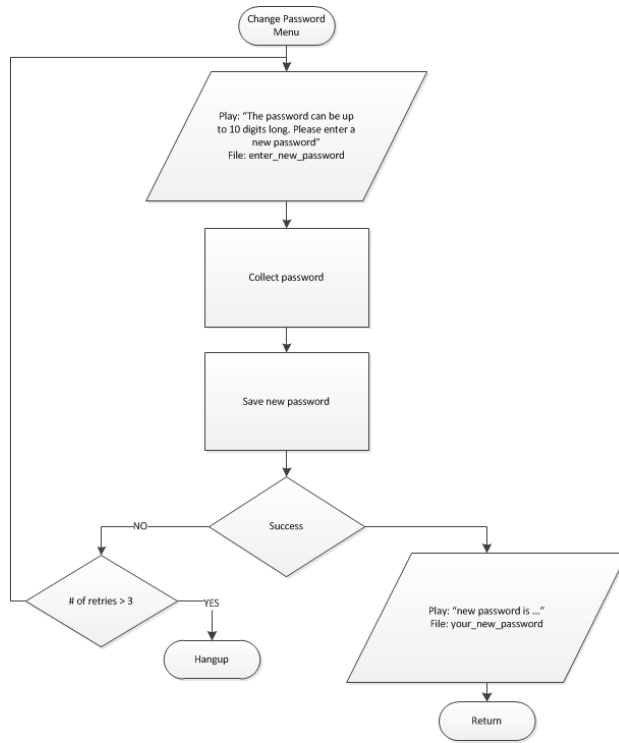 Change Password
Menu
Play: “The password can be up
to 10 digits long. Please enter a
new password”
File: enter_new_password
Collect password
Save new password
Success
NO
# of retries > 3
YES
Hangup
Play: “new password is ...”
File: your_new_password
Return